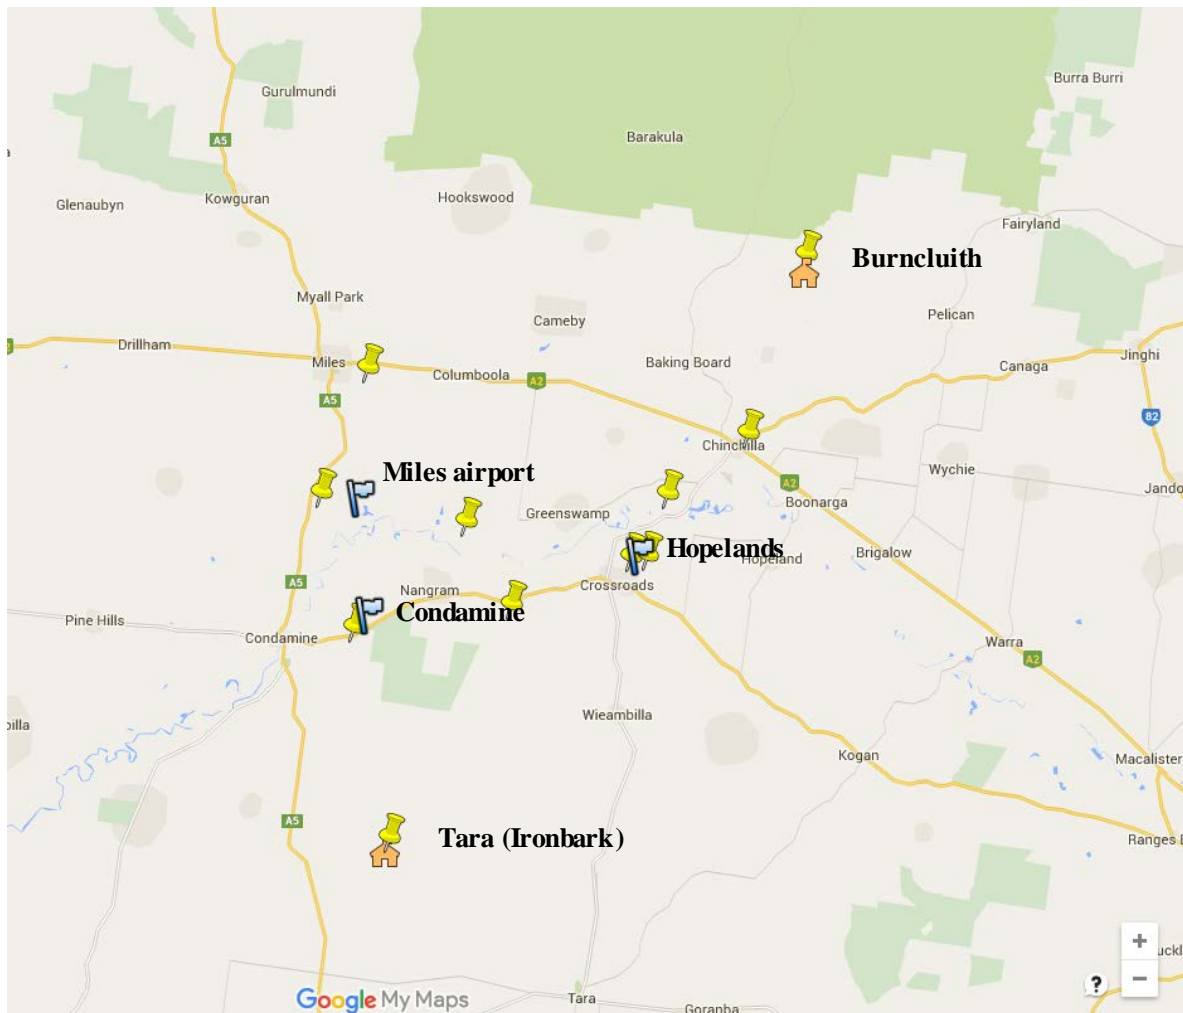 Burra Burri
Gurulmundi
A5
Barakula
Kowguran
Hookswood
Glenaubyn
Fairyland
Burncluith
Myall Park
Pelican
Cameby
Drillham
Miles
Baking Board
Jinghi
Columboola
A2
Canaga
A5
82
Chinchilla
Miles airport
Wychie
A2
Jando
Boonarga
Greenswamp
Hopelands
Brigalow
Hopeland
A5
Nangram
Crossroads
Condamine
Pine Hills
Condamine
Warra
A2
Wieambilla
billa
Kogan
Macalister
A5
Tara (Ironbark)
Ranges
+
uckl
−
?
Google My Maps
Tara
Goranba